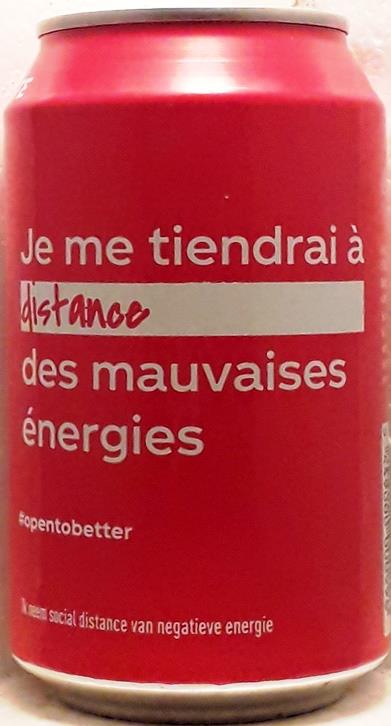 Je me tiendrai à
distance
des mauvaises
énergies
#opentobetter
Ik neem social distance van negatieve energie